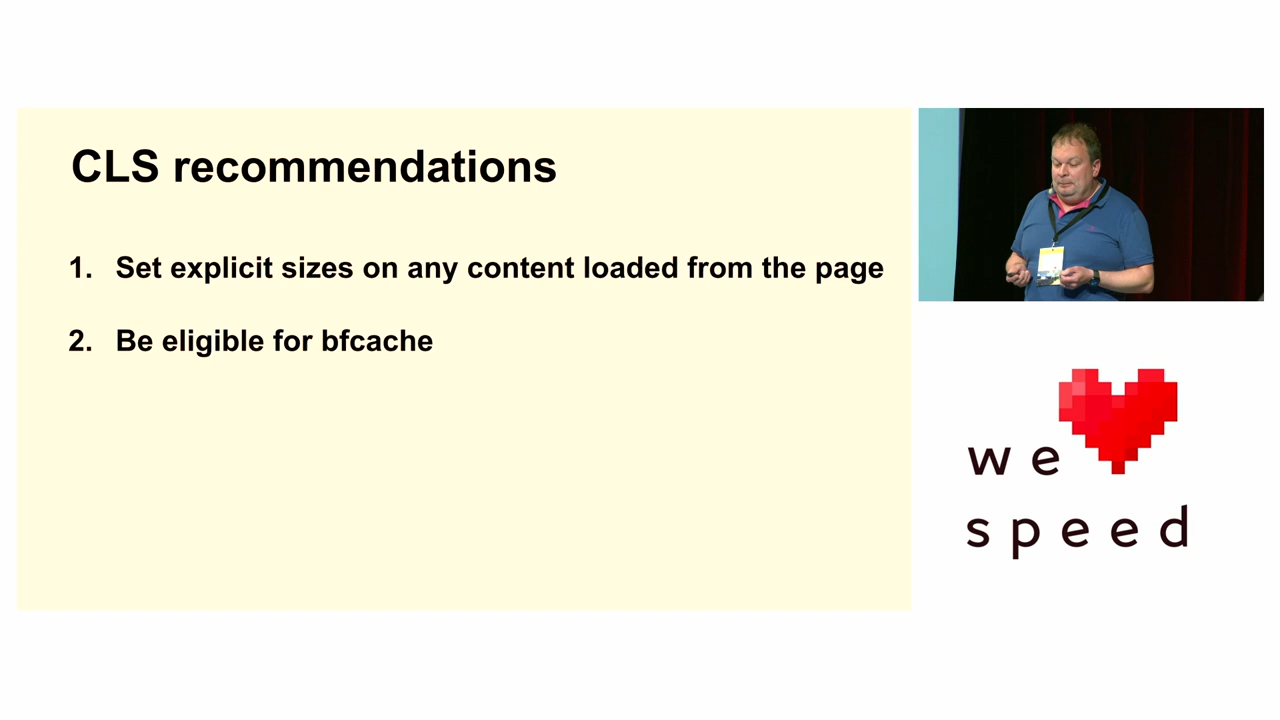 CLS recommendations
1. Set explicit sizes on any content loaded from the page
2. Be eligible for bfcache
we
speed